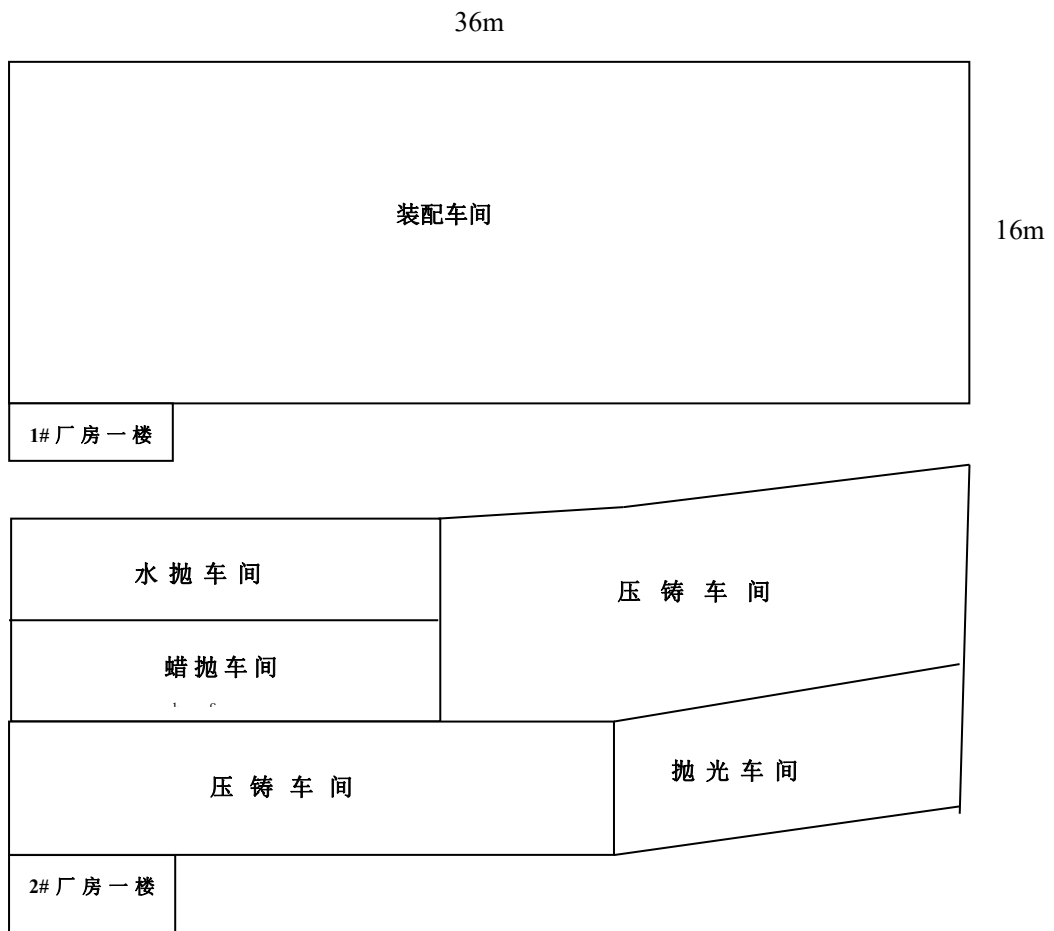 36m
装配车间
16m
1# 厂 房 一 楼
水 抛 车 间
压 铸 车 间
蜡 抛 车 间
抛 光 车 间
压 铸 车 间
2# 厂 房 一 楼